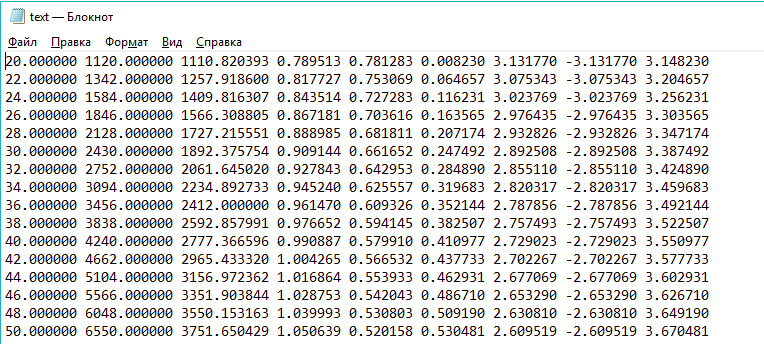 text — Блокнот
Файл Правка Формат Вид Справка
20.000000 1120.000000 1110.820393 0.789513 0.781283 0.008230 3.131770 -3.131770 3.148230
22.000000 1342.000000 1257.918600 0.817727 0.753069 0.064657 3.075343 -3.075343 3.204657
24.000000 1584.000000 1409.816307 0.843514 0.727283 0.116231 3.023769 -3.023769 3.256231
26.000000 1846.000000 1566.308805 0.867181 0.703616 0.163565 2.976435 -2.976435 3.303565
28.000000 2128.000000 1727.215551 0.888985 0.681811 0.207174 2.932826 -2.932826 3.347174
30.000000 2430.000000 1892.375754 0.909144 0.661652 0.247492 2.892508 -2.892508 3.387492
32.000000 2752.000000 2061.645020 0.927843 0.642953 0.284890 2.855110 -2.855110 3.424890
34.000000 3094.000000 2234.892733 0.945240 0.625557 0.319683 2.820317 -2.820317 3.459683
36.000000 3456.000000 2412.000000 0.961470 0.609326 0.352144 2.787856 -2.787856 3.492144
38.000000 3838.000000 2592.857991 0.976652 0.594145 0.382507 2.757493 -2.757493 3.522507
40.000000 4240.000000 2777.366596 0.990887 0.579910 0.410977 2.729023 -2.729023 3.550977
42.000000 4662.000000 2965.433320 1.004265 0.566532 0.437733 2.702267 -2.702267 3.577733
44.000000 5104.000000 3156.972362 1.016864 0.553933 0.462931 2.677069 -2.677069 3.602931
46.000000 5566.000000 3351.903844 1.028753 0.542043 0.486710 2.653290 -2.653290 3.626710
48.000000 6048.000000 3550.153163 1.039993 0.530803 0.509190 2.630810 -2.630810 3.649190
50.000000 6550.000000 3751.650429 1.050639 0.520158 0.530481 2.609519 -2.609519 3.670481